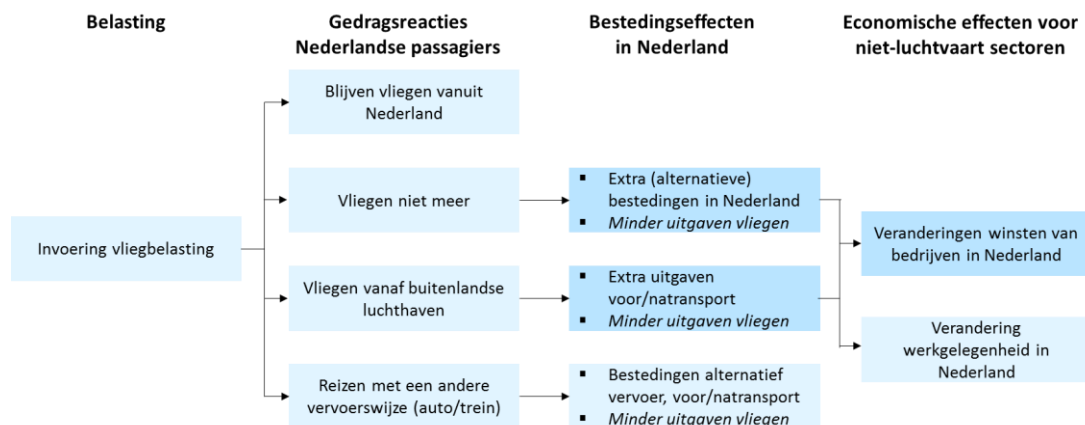 Belasting
Gedragsreacties
Nederlandse passagiers
Bestedingseffecten
in Nederland
Economische effecten voor
niet-luchtvaart sectoren
Blijven vliegen vanuit
Nederland
Vliegen niet meer
▪ Extra (alternatieve)
bestedingen in Nederland
▪ Minder uitgaven vliegen
Invoering vliegbelasting
Veranderingen winsten van
bedrijven in Nederland
Vliegen vanaf buitenlandse
luchthaven
▪ Extra uitgaven
voor/natransport
▪ Minder uitgaven vliegen
Verandering
werkgelegenheid in
Nederland
Reizen met een andere
vervoerswijze (auto/trein)
▪ Bestedingen alternatief
vervoer, voor/natransport
▪ Minder uitgaven vliegen